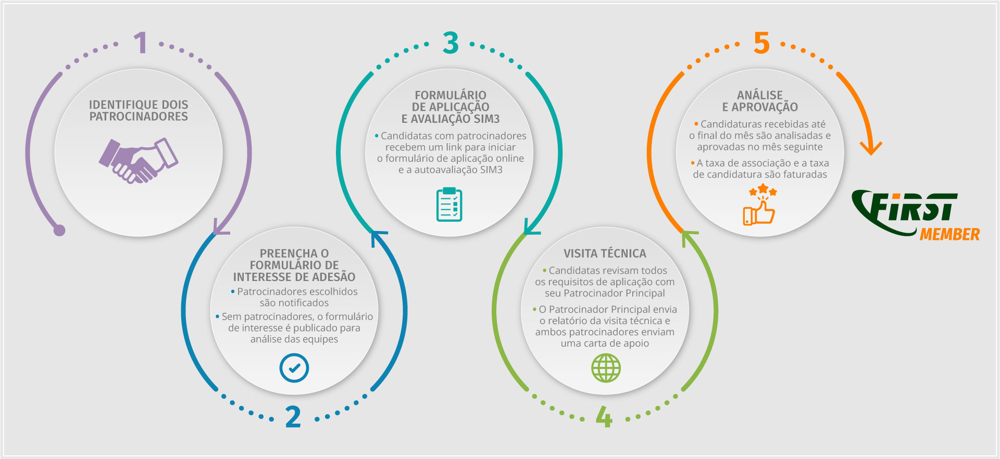 1
IDENTIFIQUE DOIS
PATROCINADORES
2
PREENCHA O
FORMULÁRIO DE
INTERESSE DE ADESÃO
• Patrocinadores escolhidos
são notificados
• Sem patrocinadores, o formulário
de interesse é publicado para
análise das equipes
3
FORMULÁRIO
DE APLICAÇÃO
E AVALIAÇÃO SIM3
• Candidatas com patrocinadores
recebem um link para iniciar
o formulário de aplicação online
e a autoavaliação SIM3
4
VISITA TÉCNICA
• Candidatas revisam todos
os requisitos de aplicação com
seu Patrocinador Principal
• O Patrocinador Principal envia
o relatório da visita técnica e
ambos patrocinadores enviam
uma carta de apoio
5
ANÁLISE
E APROVAÇÃO
• Candidaturas recebidas até
o final do mês são analisadas e
aprovadas no mês seguinte
• A taxa de associação e a taxa
de candidatura são faturadas
FiRST
MEMBER